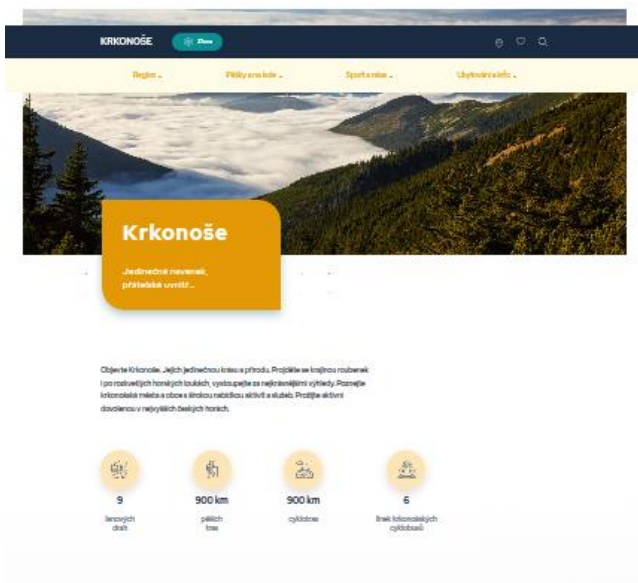 KRKONOŠE
Zima
Region
Pěšky a na kole
Sport a relax
Ubytování a info
Krkonoše
Jedinečné navenek,
přátelské uvnitř...
Objevte Krkonoše. Jejich jedinečnou krásu a přírodu. Projděte se krajinou roubenek
i po rozkvetlých horských loukách, vystoupejte za nejkrásnějšími výhledy. Poznejte
krkonošská města a obce s širokou nabídkou aktivit a služeb. Prožijte aktivní
dovolenou v nejvyšších českých horách.
9
lanových
drah
900 km
pěších
tras
900 km
cyklotras
6
linek krkonošských
cyklobusů